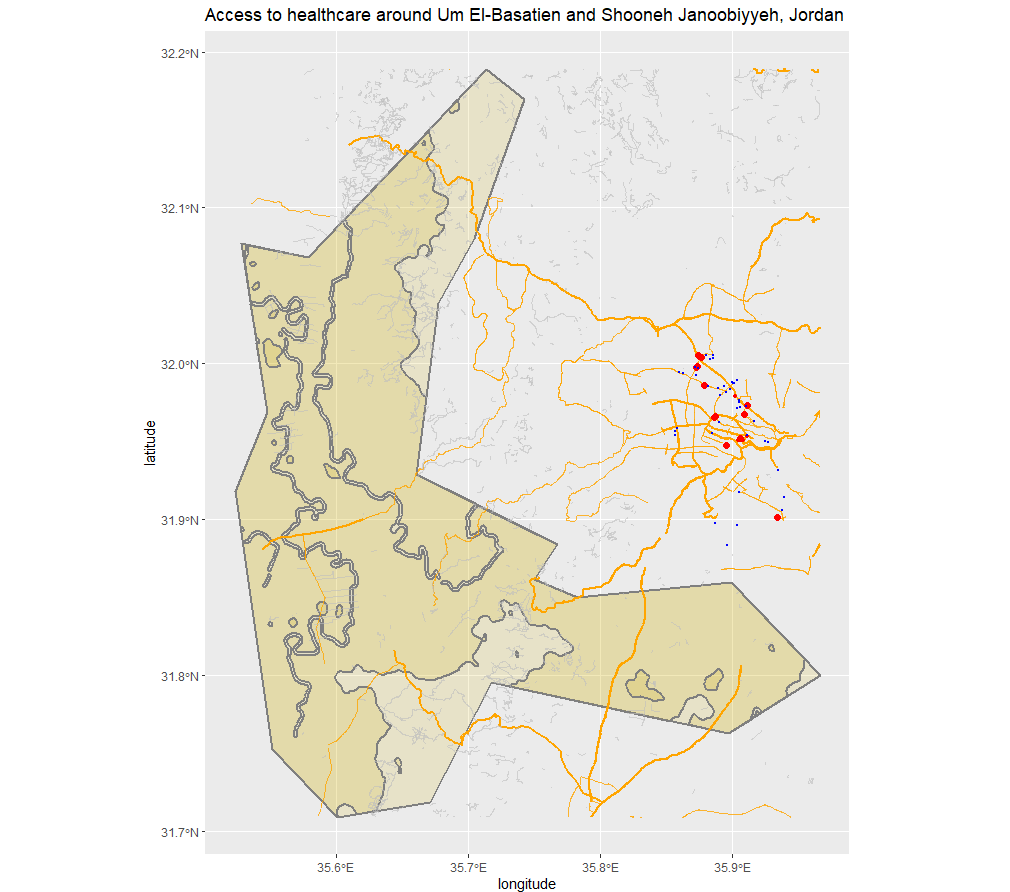 Access to healthcare around Um El-Basatien and Shooneh Janoobiyyeh, Jordan
32.2°N
32.1°N
32.0°N
31.9°N
31.8°N
31.7°N
latitude
35.6°E
35.7°E
35.8°E
35.9°E
longitude